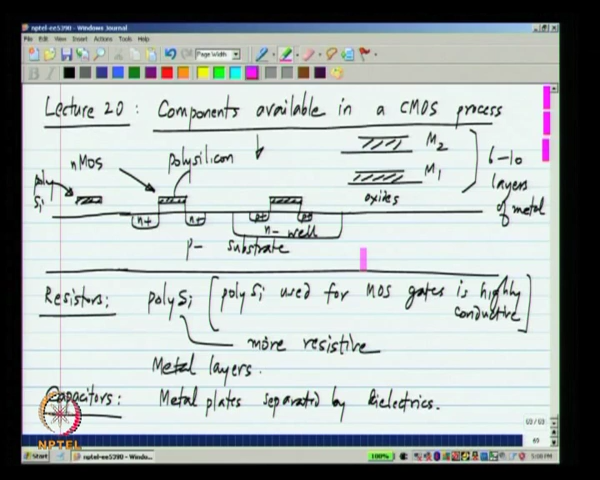 nptel-ee5390 - Windows Journal
File Edit View Insert Actions Tools Help
Page Width
Lecture 20 : Components available in a CMOS process
nMOS polysilicon M2
poly Si M1 6-10 layers of metal
oxides
n+ n+ p+ p+
n- well
p- substrate
Resistors: poly Si [poly Si used for MOS gates is highly conductive]
more resistive
Metal layers.
Capacitors: Metal plates separated by dielectrics.
NPTEL
Start nptel-ee5390 - Windo... 100% 5:08 PM